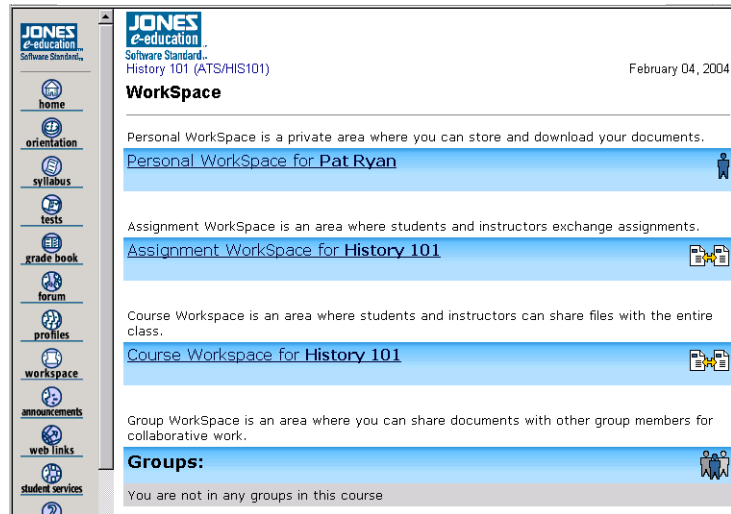 JONES
e-education
Software Standard™
home
orientation
syllabus
tests
grade book
forum
profiles
workspace
announcements
web links
student services
JONES
e-education
Software Standard™
History 101 (ATS/HIS101)
February 04, 2004
WorkSpace
Personal WorkSpace is a private area where you can store and download your documents.
Personal WorkSpace for Pat Ryan
Assignment WorkSpace is an area where students and instructors exchange assignments.
Assignment WorkSpace for History 101
Course Workspace is an area where students and instructors can share files with the entire
class.
Course Workspace for History 101
Group WorkSpace is an area where you can share documents with other group members for
collaborative work.
Groups:
You are not in any groups in this course